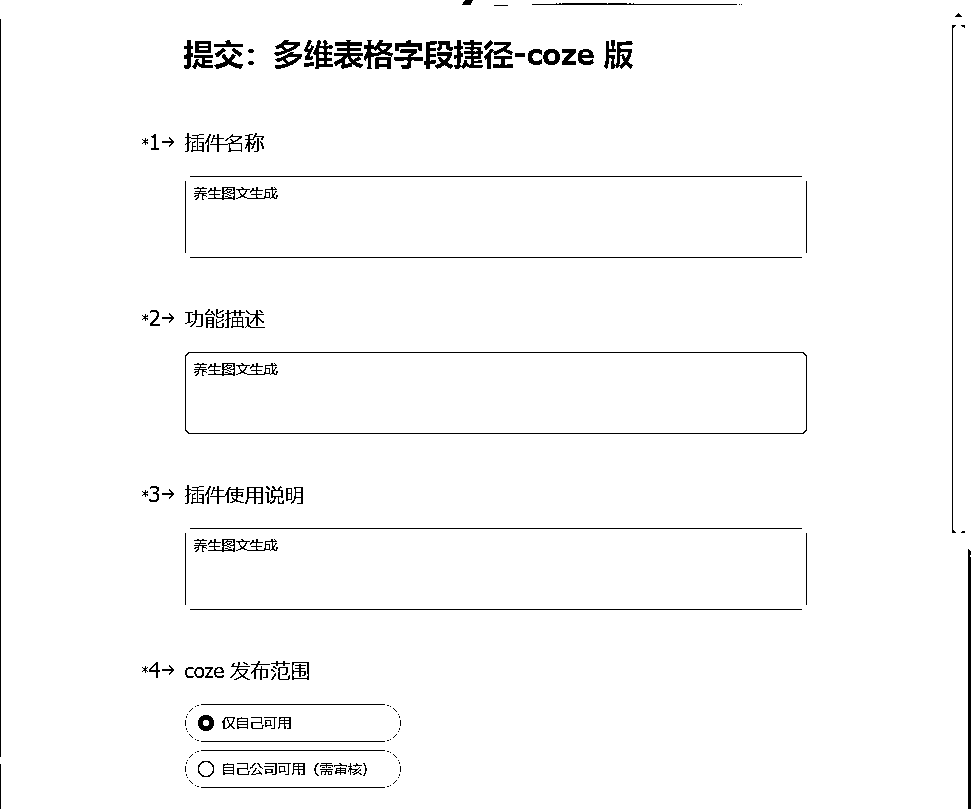 提交：多维表格字段捷径-coze 版
*1→ 插件名称
养生图文生成
*2→ 功能描述
养生图文生成
*3→ 插件使用说明
养生图文生成
*4→ coze 发布范围
仅自己可用
自己公司可用（需审核）